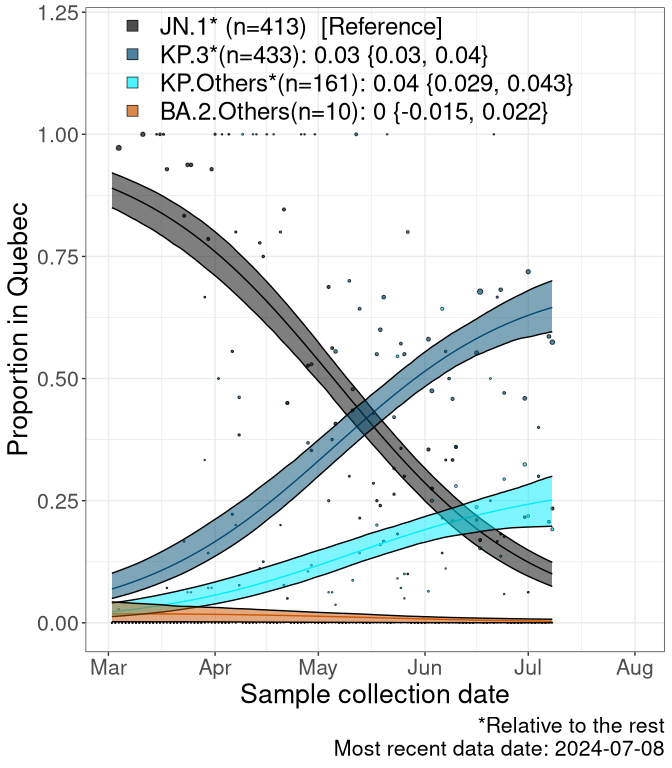 JN.1* (n=413)  [Reference]
KP.3*(n=433): 0.03 {0.03, 0.04}
KP.Others*(n=161): 0.04 {0.029, 0.043}
BA.2.Others(n=10): 0 {-0.015, 0.022}
1.25
1.00
0.75
0.50
0.25
0.00
Proportion in Quebec
Mar Apr May Jun Jul Aug
Sample collection date
*Relative to the rest
Most recent data date: 2024-07-08